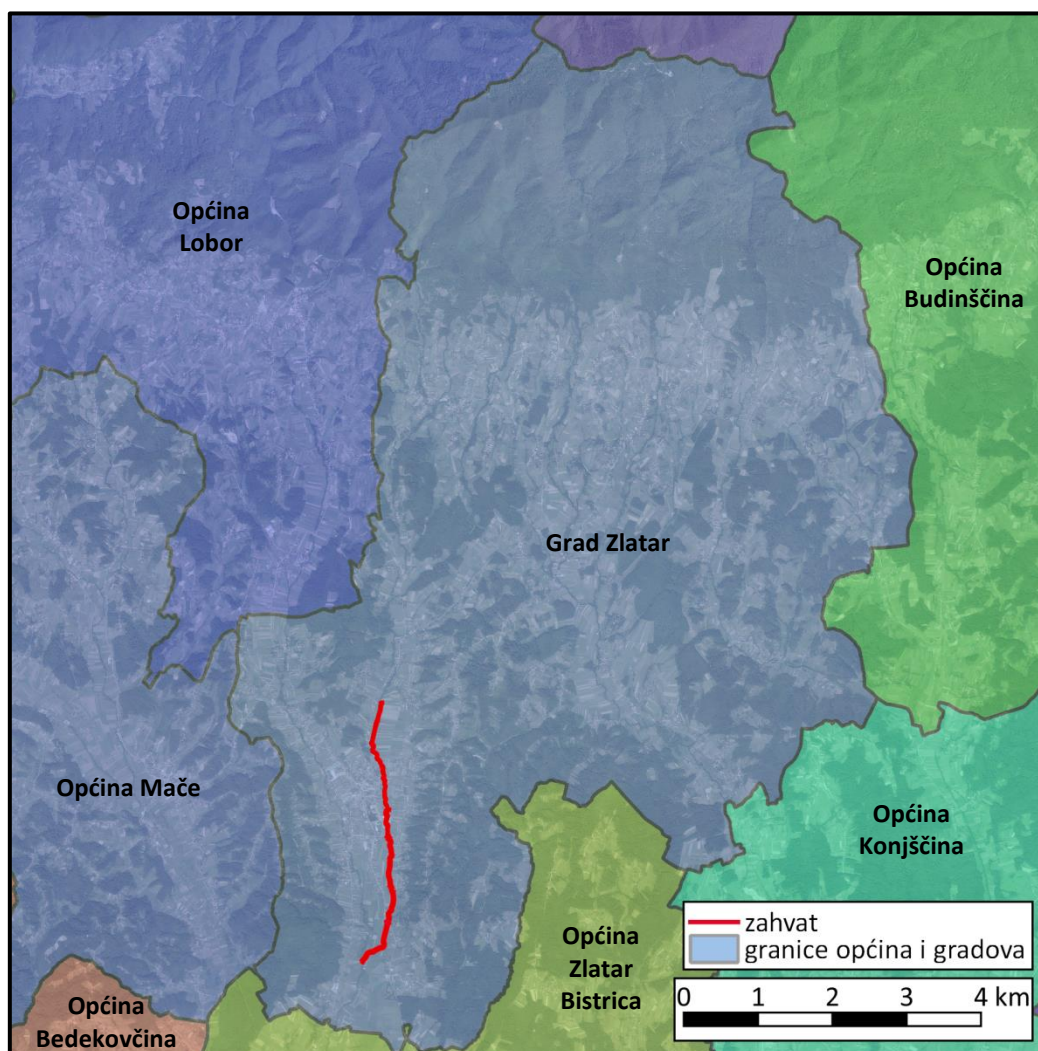 Općina
Lobor
Općina
Budinščina
Grad Zlatar
Općina Mače
Općina
Konjščina
Općina
Zlatar
Bistrica
Općina
Bedekovčina
zahvat
granice općina i gradova
0 1 2 3 4 km